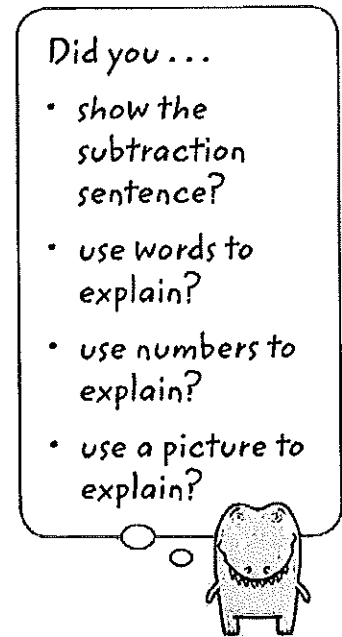 Did you . . .
• show the
subtraction
sentence?
• use words to
explain?
• use numbers to
explain?
• use a picture to
explain?